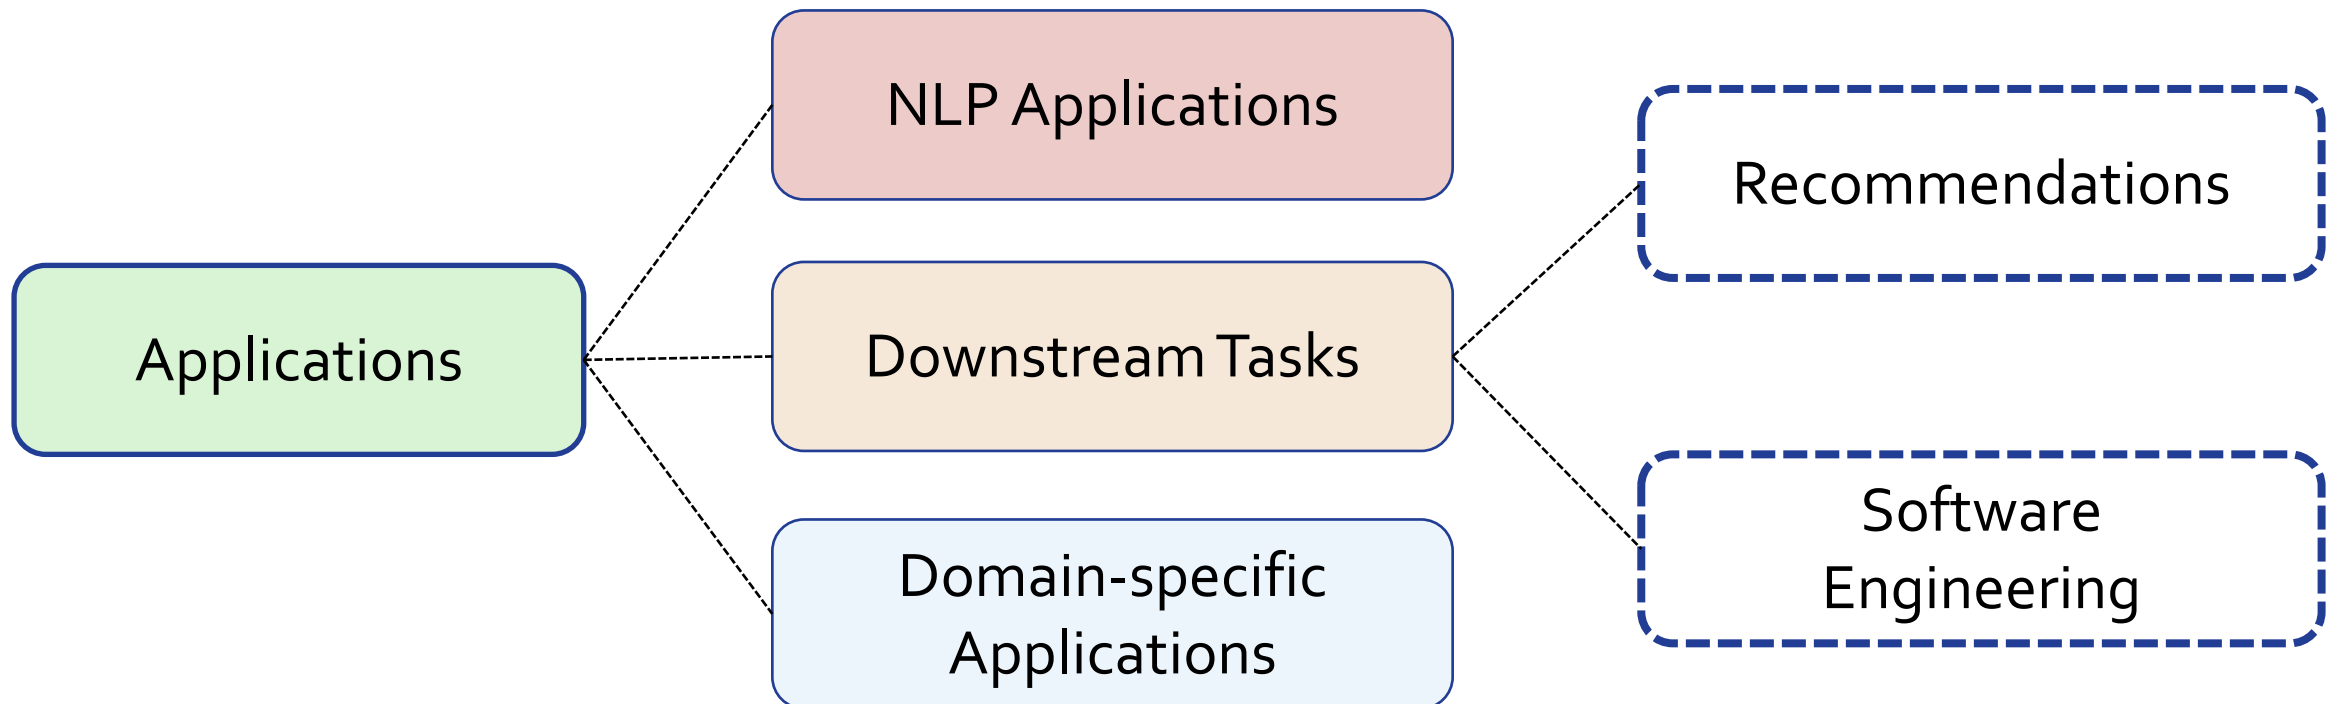 NLP Applications
Recommendations
Applications
Downstream Tasks
Software
Engineering
Domain-specific
Applications